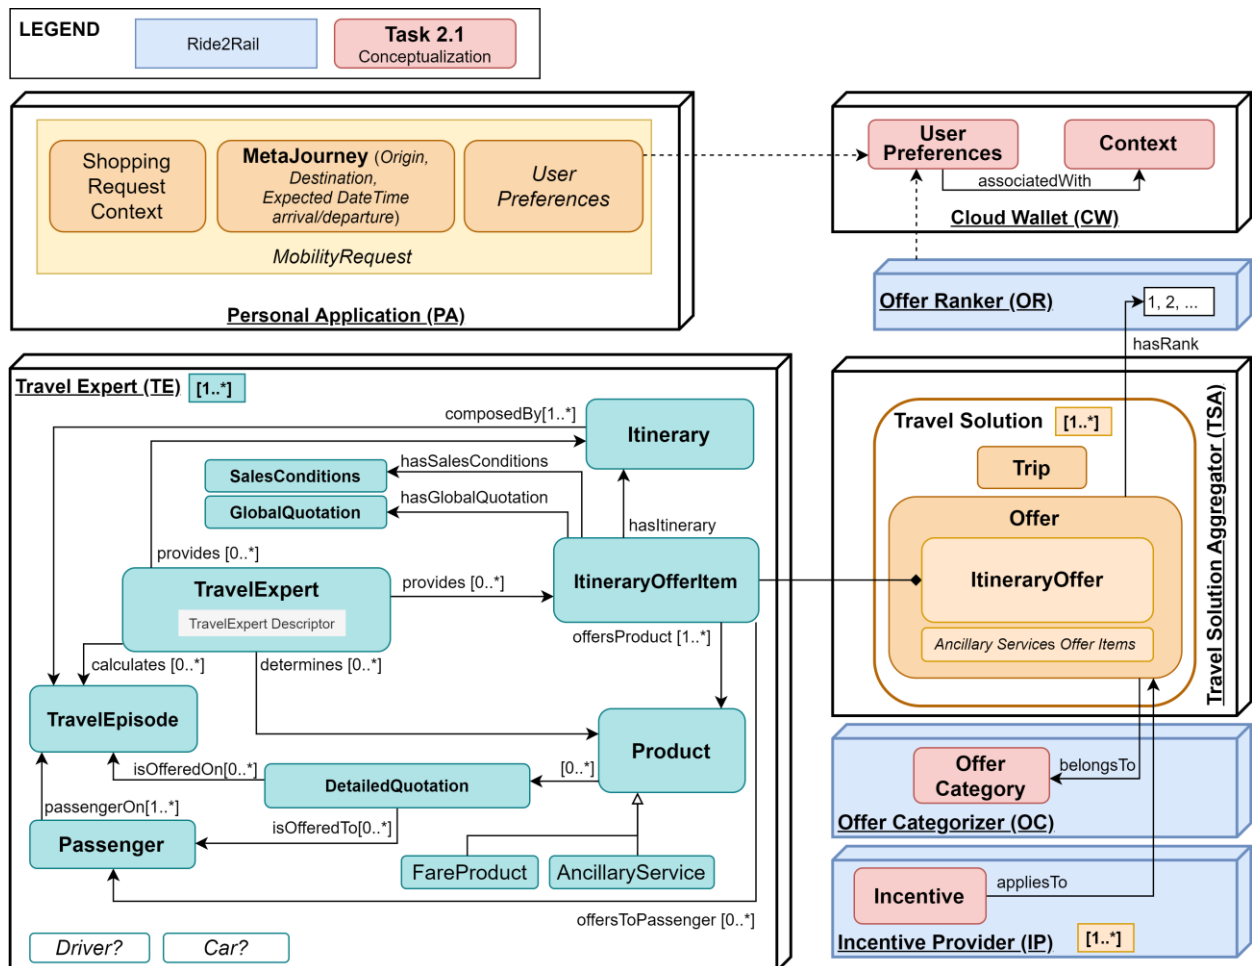 LEGEND
Ride2Rail
Task 2.1
Conceptualization
Shopping
Request
Context
MetaJourney (Origin,
Destination,
Expected DateTime
arrival/departure)
User
Preferences
MobilityRequest
Personal Application (PA)
User
Preferences
Context
associatedWith
Cloud Wallet (CW)
Offer Ranker (OR)
1, 2, ...
hasRank
Travel Expert (TE)
[1..*]
composedBy[1..*]
Itinerary
hasSalesConditions
SalesConditions
hasGlobalQuotation
GlobalQuotation
hasItinerary
provides [0..*]
TravelExpert
TravelExpert Descriptor
provides [0..*]
ItineraryOfferItem
offersProduct [1..*]
calculates [0..*]
determines [0..*]
TravelEpisode
Product
isOfferedOn[0..*]
DetailedQuotation
[0..*]
passengerOn[1..*]
isOfferedTo[0..*]
Passenger
FareProduct
AncillaryService
offersToPassenger [0..*]
Driver?
Car?
Travel Solution
[1..*]
Trip
Offer
ItineraryOffer
Ancillary Services Offer Items
Travel Solution Aggregator (TSA)
Offer
Category
belongsTo
Offer Categorizer (OC)
Incentive
appliesTo
Incentive Provider (IP)
[1..*]